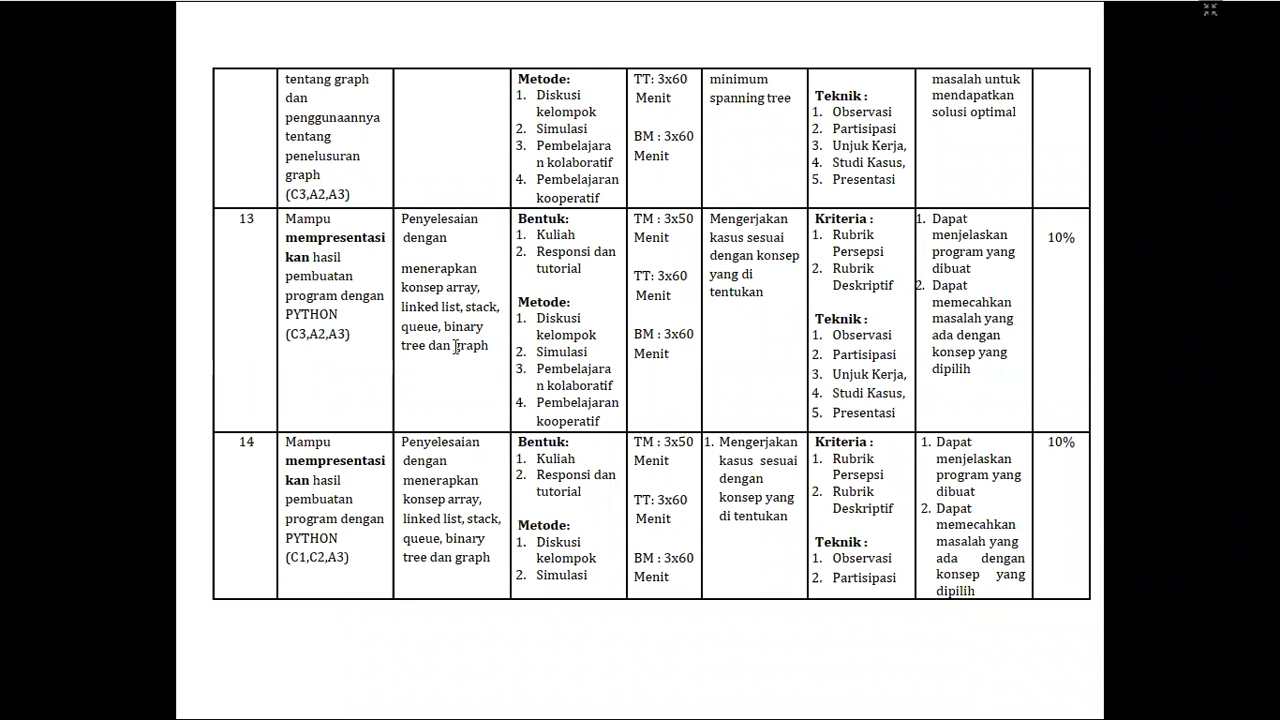 tentang graph
dan
penggunaannya
tentang
penelusuran
graph
(C3,A2,A3)
Metode:
1. Diskusi
kelompok
2. Simulasi
3. Pembelajara
n kolaboratif
4. Pembelajaran
kooperatif
TT: 3x60
Menit
BM : 3x60
Menit
minimum
spanning tree
Teknik :
1. Observasi
2. Partisipasi
3. Unjuk Kerja,
4. Studi Kasus,
5. Presentasi
masalah untuk
mendapatkan
solusi optimal
13
Mampu
mempresentasi
kan hasil
pembuatan
program dengan
PYTHON
(C3,A2,A3)
Penyelesaian
dengan
menerapkan
konsep array,
linked list, stack,
queue, binary
tree dan graph
Bentuk:
1. Kuliah
2. Responsi dan
tutorial
Metode:
1. Diskusi
kelompok
2. Simulasi
3. Pembelajara
n kolaboratif
4. Pembelajaran
kooperatif
TM : 3x50
Menit
TT: 3x60
Menit
BM : 3x60
Menit
Mengerjakan
kasus sesuai
dengan konsep
yang di
tentukan
Kriteria :
1. Rubrik
Persepsi
2. Rubrik
Deskriptif
Teknik :
1. Observasi
2. Partisipasi
3. Unjuk Kerja,
4. Studi Kasus,
5. Presentasi
1. Dapat
menjelaskan
program yang
dibuat
2. Dapat
memecahkan
masalah yang
ada dengan
konsep yang
dipilih
10%
14
Mampu
mempresentasi
kan hasil
pembuatan
program dengan
PYTHON
(C1,C2,A3)
Penyelesaian
dengan
menerapkan
konsep array,
linked list, stack,
queue, binary
tree dan graph
Bentuk:
1. Kuliah
2. Responsi dan
tutorial
Metode:
1. Diskusi
kelompok
2. Simulasi
TM : 3x50
Menit
TT: 3x60
Menit
BM : 3x60
Menit
1. Mengerjakan
kasus sesuai
dengan
konsep yang
di tentukan
Kriteria :
1. Rubrik
Persepsi
2. Rubrik
Deskriptif
Teknik :
1. Observasi
2. Partisipasi
1. Dapat
menjelaskan
program yang
dibuat
2. Dapat
memecahkan
masalah yang
ada dengan
konsep yang
dipilih
10%